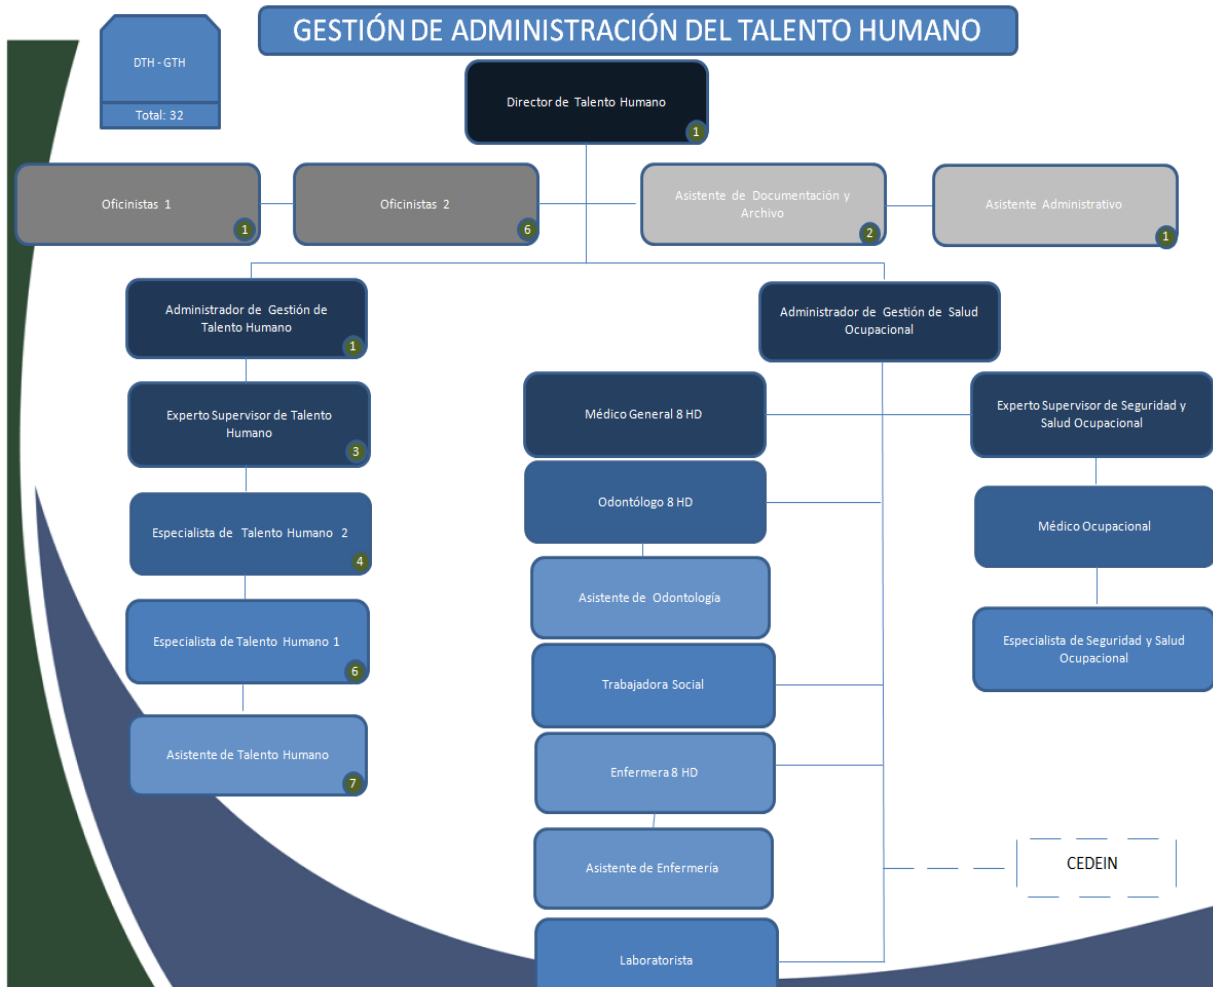 GESTIÓN DE ADMINISTRACIÓN DEL TALENTO HUMANO
DTH - GTH
Total: 32
Director de Talento Humano
1
Oficinistas 1
1
Oficinistas 2
6
Asistente de Documentación y
Archivo
2
Asistente Administrativo
1
Administrador de Gestión de
Talento Humano
1
Experto Supervisor de Talento
Humano
3
Especialista de Talento Humano 2
4
Especialista de Talento Humano 1
6
Asistente de Talento Humano
7
Administrador de Gestión de Salud
Ocupacional
Médico General 8 HD
Odontólogo 8 HD
Asistente de Odontología
Trabajadora Social
Enfermera 8 HD
Asistente de Enfermería
Laboratorista
Experto Supervisor de Seguridad y
Salud Ocupacional
Médico Ocupacional
Especialista de Seguridad y Salud
Ocupacional
CEDEIN